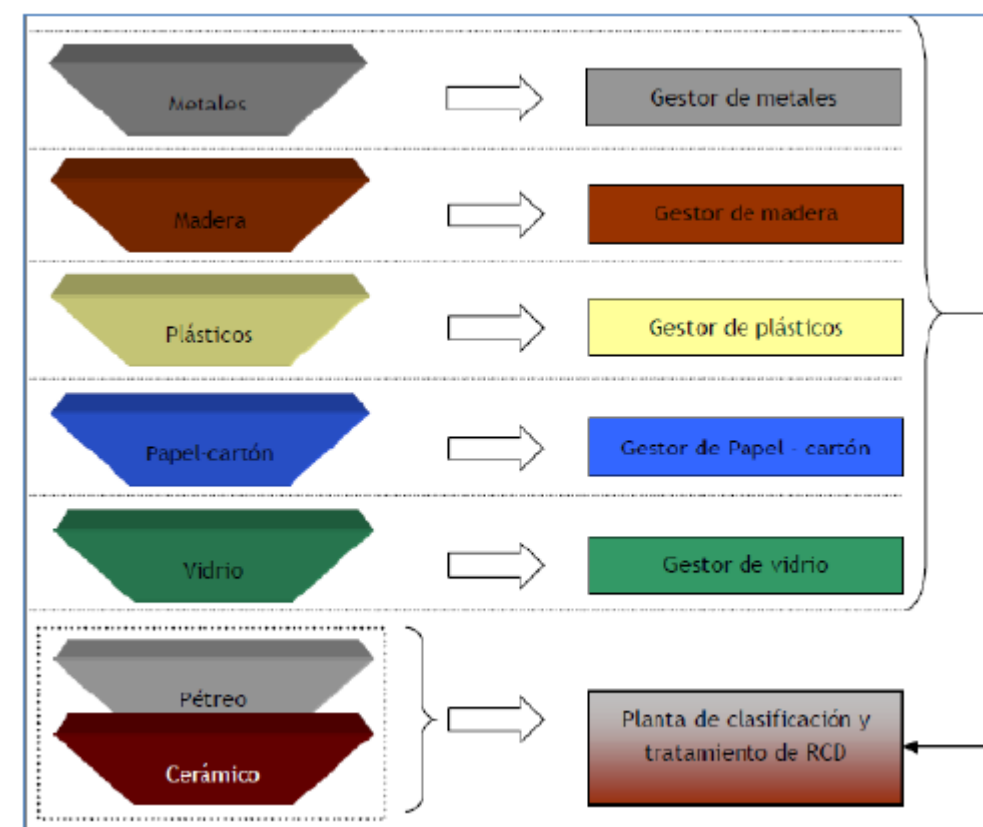 Metales
Gestor de metales
Madera
Gestor de madera
Plásticos
Gestor de plásticos
Papel-cartón
Gestor de Papel - cartón
Vidrio
Gestor de vidrio
Pétreo
Cerámico
Planta de clasificación y
tratamiento de RCD